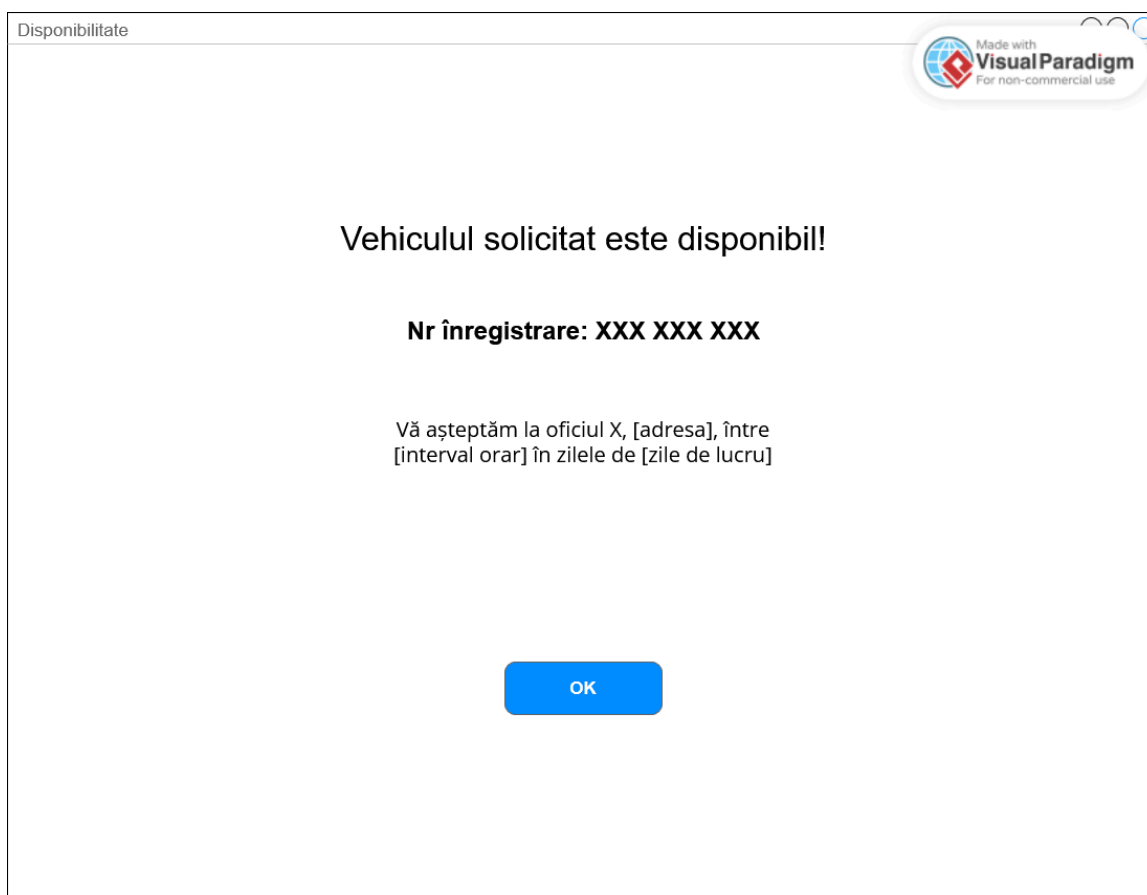 Disponibilitate
Made with
Visual Paradigm
For non-commercial use
Vehiculul solicitat este disponibil!
Nr înregistrare: XXX XXX XXX
Vă așteptăm la oficiul X, [adresa], între
[interval orar] în zilele de [zile de lucru]
OK